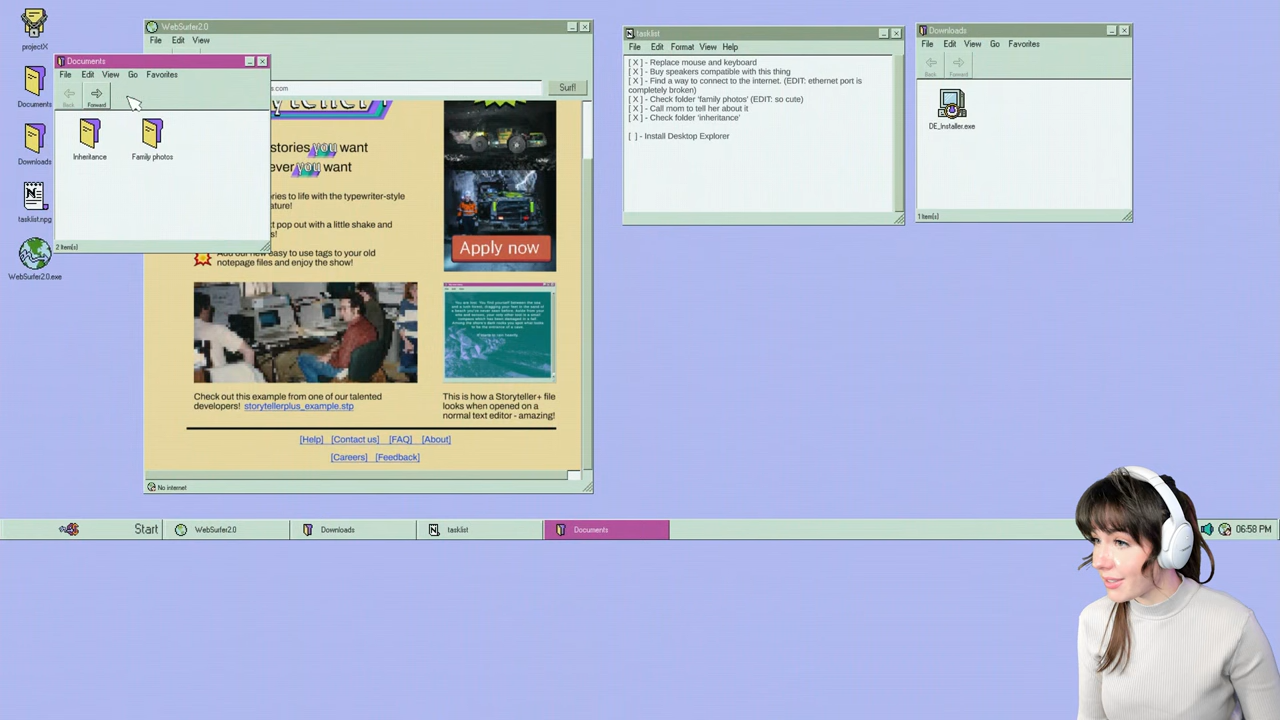 projectX
Documents
Downloads
tasklist.npg
WebSurfer2.0.exe
WebSurfer2.0
File Edit View
s.com
Surf!
stories you want
ever you want
ries to life with the typewriter-style
ature!
t pop out with a little shake and
Add our new easy to use tags to your old
notepage files and enjoy the show!
Apply now
Check out this example from one of our talented
developers! storytellerplus_example.stp
This is how a Storyteller+ file
looks when opened on a
normal text editor - amazing!
[Help] [Contact us] [FAQ] [About]
[Careers] [Feedback]
No internet
Documents
File Edit View Go Favorites
Back Forward
Inheritance
Family photos
2 Item(s)
tasklist
File Edit Format View Help
[ X ] - Replace mouse and keyboard
[ X ] - Buy speakers compatible with this thing
[ X ] - Find a way to connect to the internet. (EDIT: ethernet port is
completely broken)
[ X ] - Check folder 'family photos' (EDIT: so cute)
[ X ] - Call mom to tell her about it
[ X ] - Check folder 'inheritance'
[ ] - Install Desktop Explorer
Downloads
File Edit View Go Favorites
Back Forward
DE_Installer.exe
1 Item(s)
Start
WebSurfer2.0
Downloads
tasklist
Documents
06:58 PM